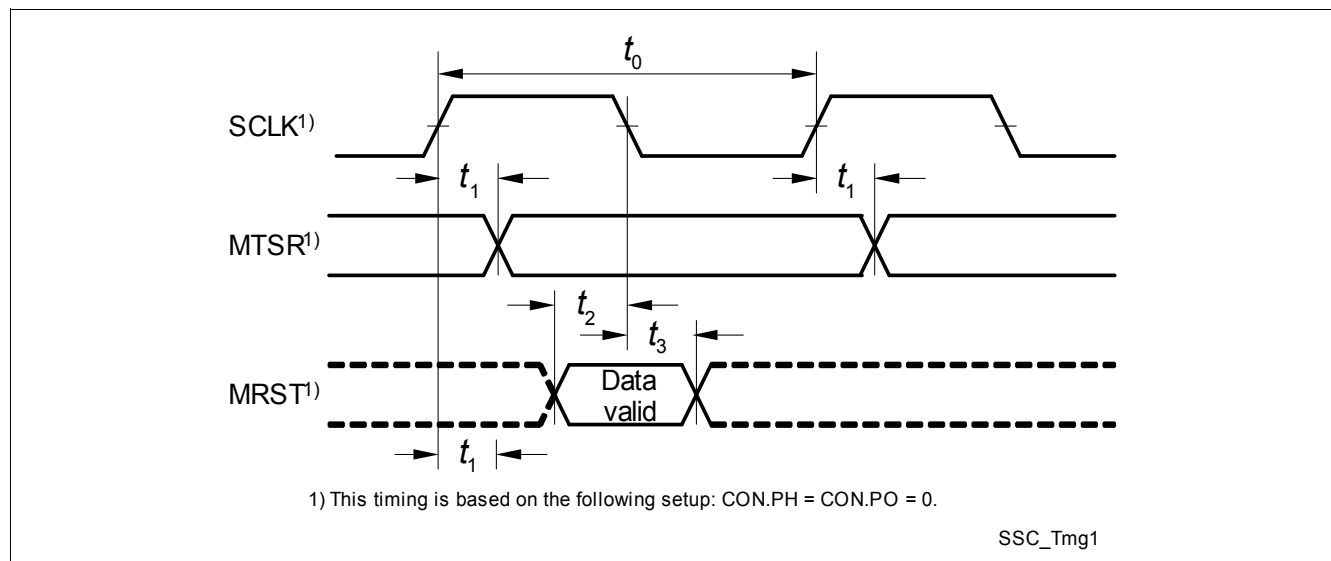 t₀
SCLK¹⁾
t₁ t₁
MTSR¹⁾
t₂
t₃
MRST¹⁾ Data
valid
t₁
1) This timing is based on the following setup: CON.PH = CON.PO = 0.
SSC_Tmg1